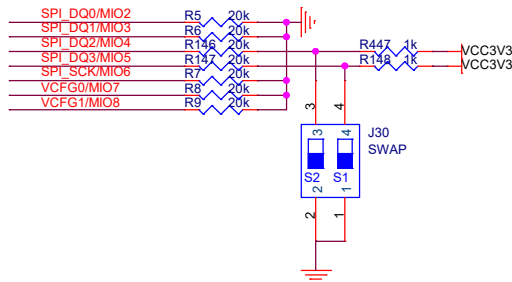 SPI_DQ0/MIO2 R5 20k
SPI_DQ1/MIO3 R6 20k
SPI_DQ2/MIO4 R146 20k R447 1k VCC3V3
SPI_DQ3/MIO5 R147 20k R148 1k VCC3V3
SPI_SCK/MIO6 R7 20k
VCFG0/MIO7 R8 20k
VCFG1/MIO8 R9 20k
3 4
3 4 J30
SWAP
S2 S1
2 1
2 1